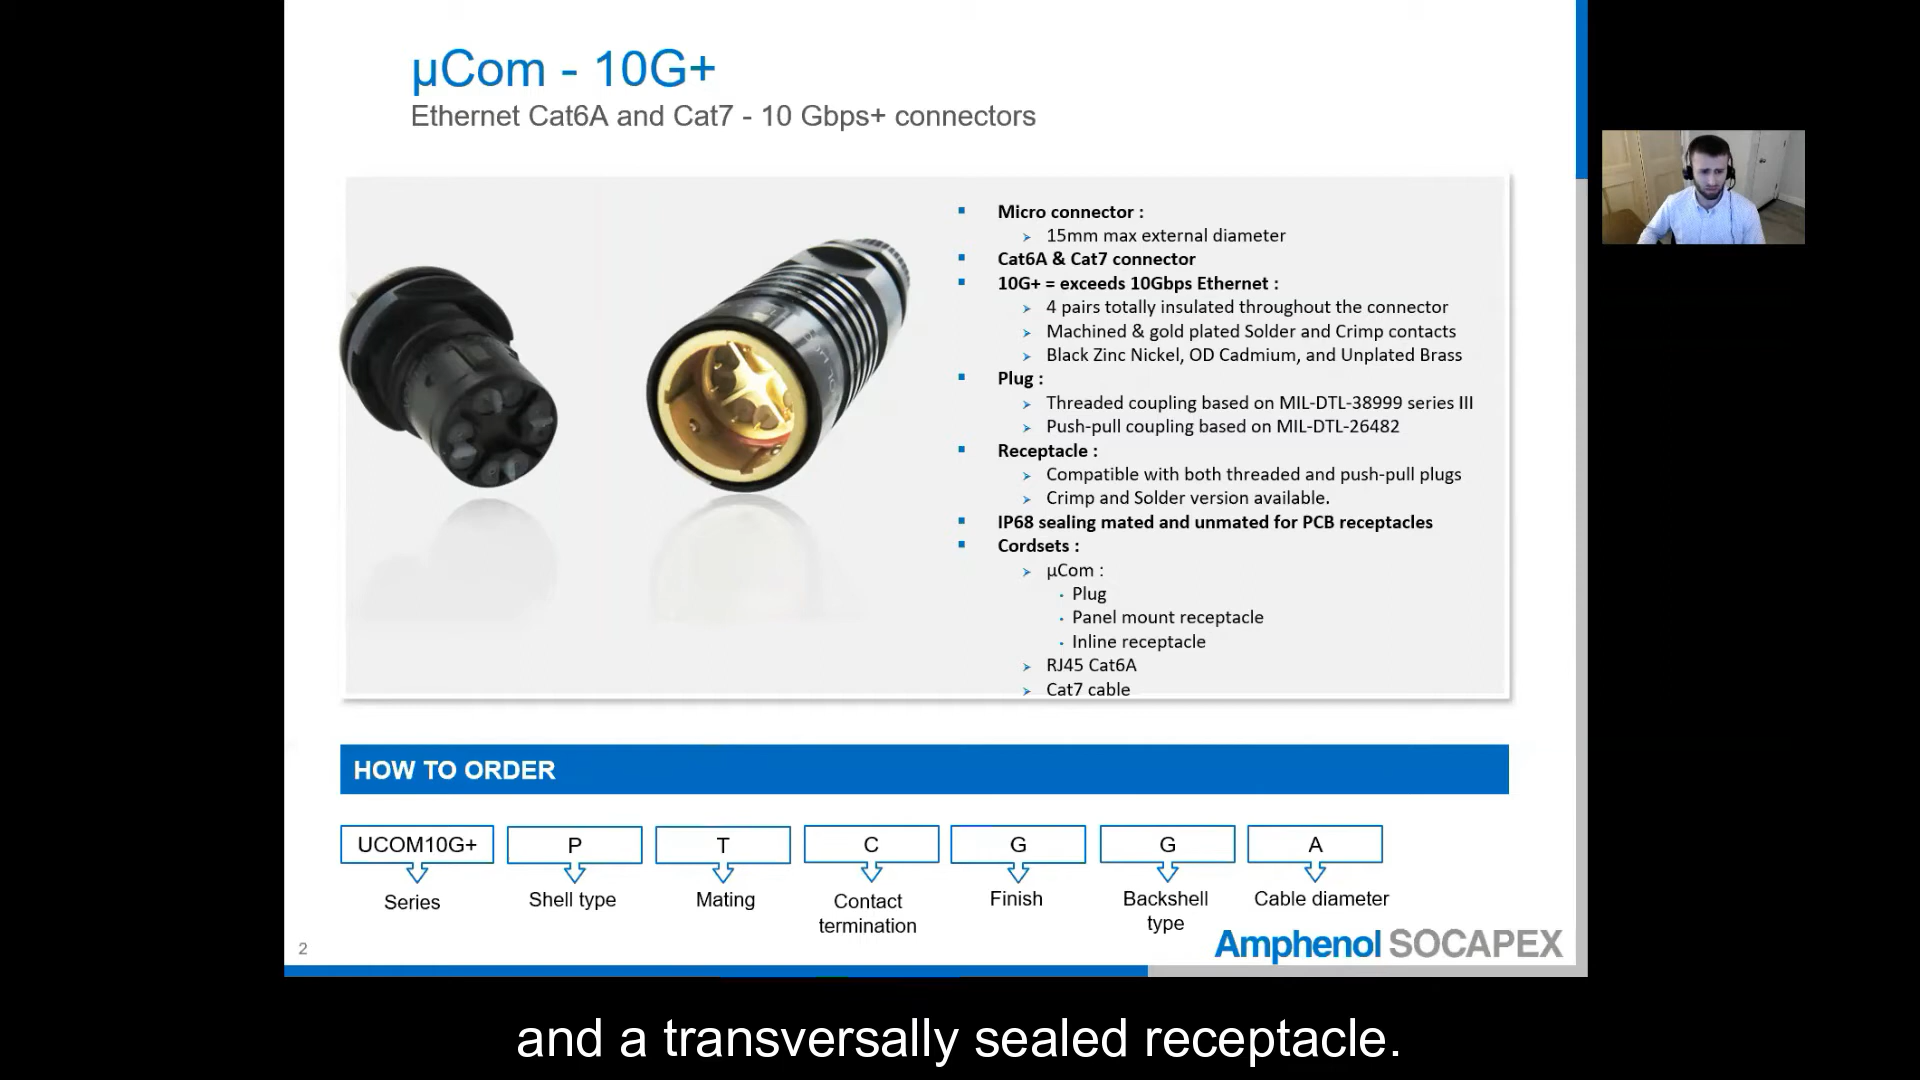 µCom - 10G+
Ethernet Cat6A and Cat7 - 10 Gbps+ connectors
Micro connector :
15mm max external diameter
Cat6A & Cat7 connector
10G+ = exceeds 10Gbps Ethernet :
4 pairs totally insulated throughout the connector
Machined & gold plated Solder and Crimp contacts
Black Zinc Nickel, OD Cadmium, and Unplated Brass
Plug :
Threaded coupling based on MIL-DTL-38999 series III
Push-pull coupling based on MIL-DTL-26482
Receptacle :
Compatible with both threaded and push-pull plugs
Crimp and Solder version available.
IP68 sealing mated and unmated for PCB receptacles
Cordsets :
µCom :
Plug
Panel mount receptacle
Inline receptacle
RJ45 Cat6A
Cat7 cable
HOW TO ORDER
UCOM10G+ P T C G G A
Series Shell type Mating Contact termination Finish Backshell type Cable diameter
2
Amphenol SOCAPEX
and a transversally sealed receptacle.